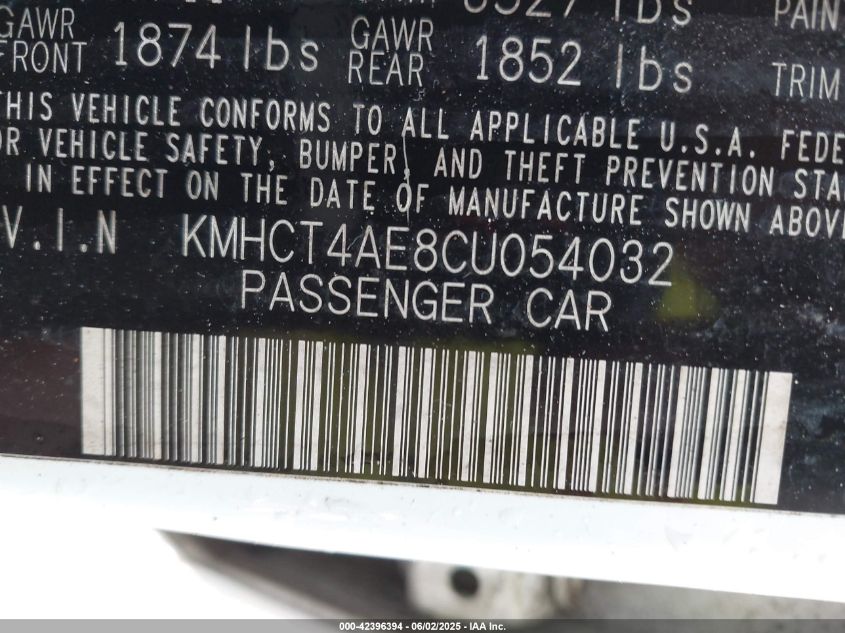 GAWR FRONT 1874 lbs GAWR REAR 1852 lbs TRIM
THIS VEHICLE CONFORMS TO ALL APPLICABLE U.S.A. FEDE
OR VEHICLE SAFETY, BUMPER, AND THEFT PREVENTION STA
IN EFFECT ON THE DATE OF MANUFACTURE SHOWN ABOVE
V.I.N KMHCT4AE8CU054032
PASSENGER CAR
000-42396394 - 06/02/2025 - IAA Inc.